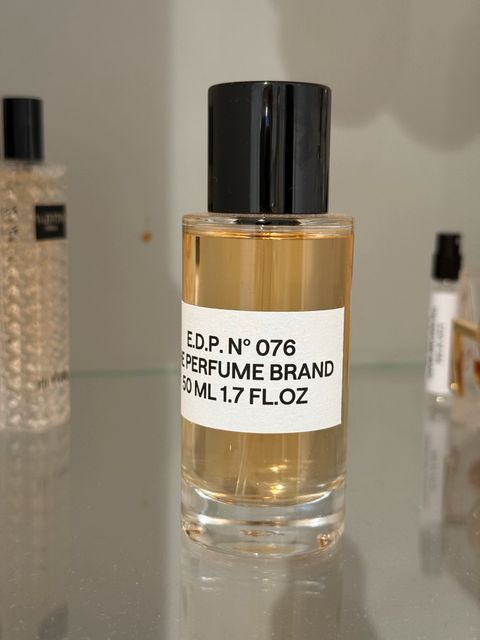 E.D.P. N° 076
E PERFUME BRAND
50 ML 1.7 FL.OZ